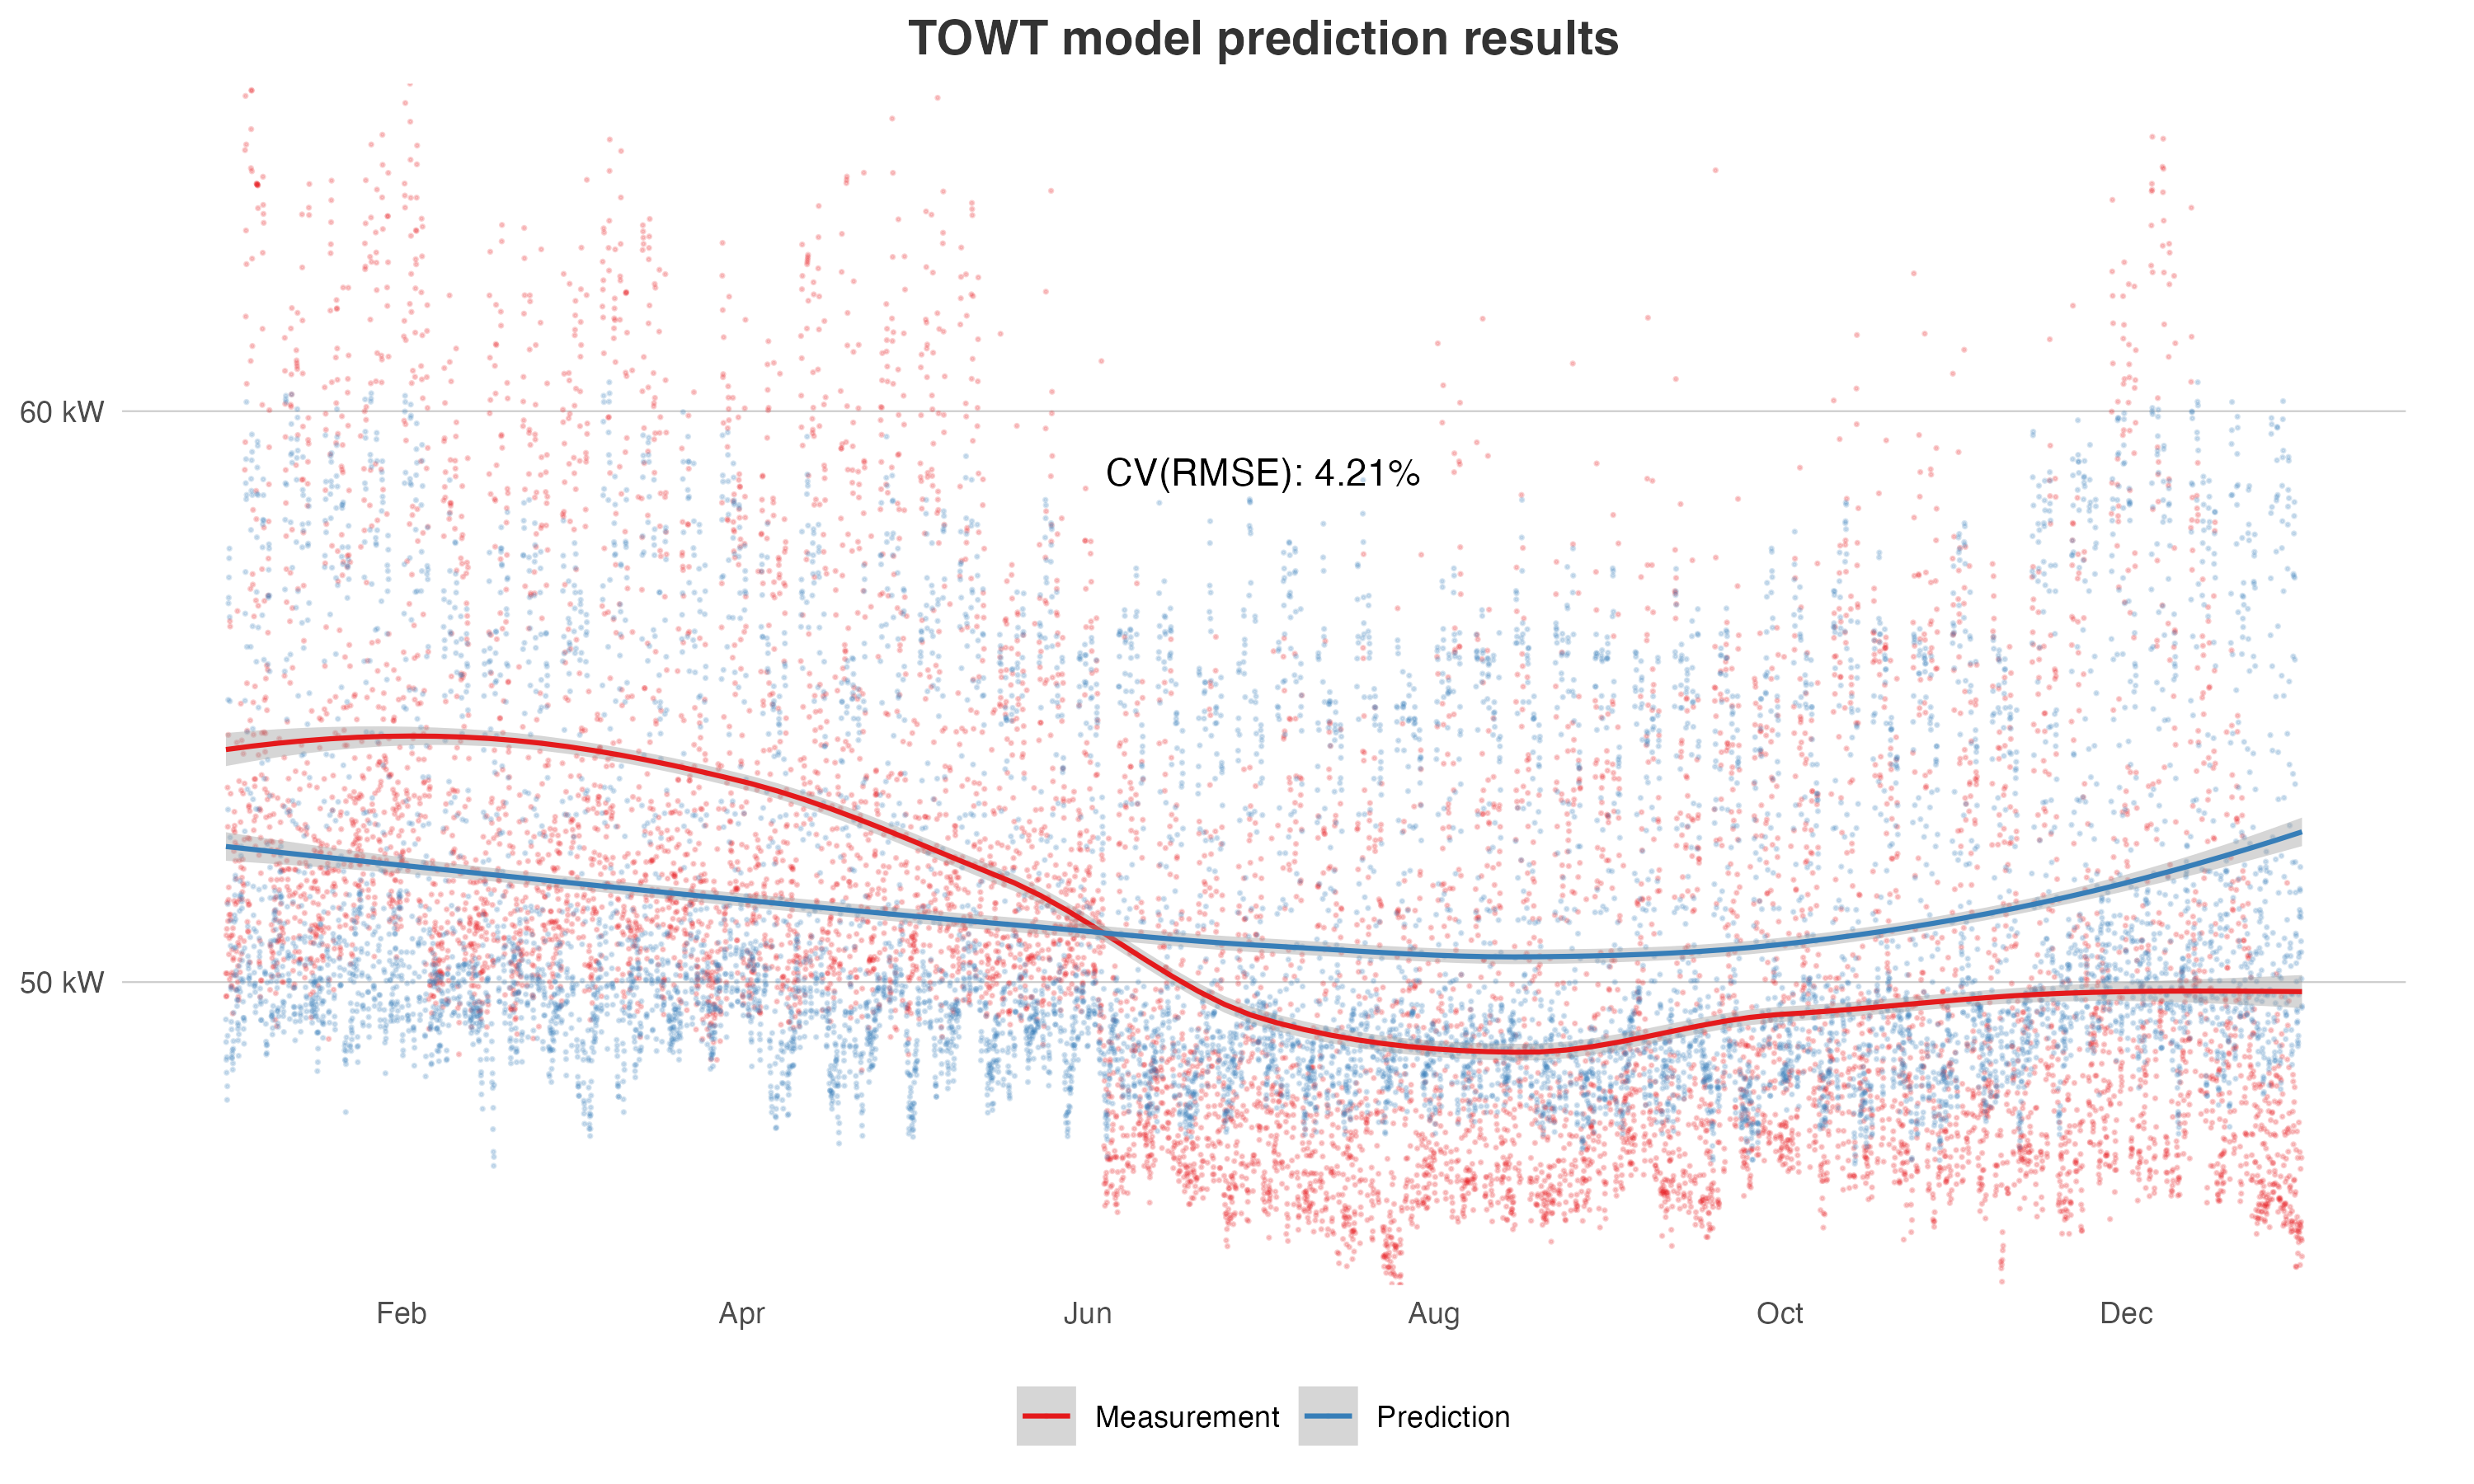 TOWT model prediction results
60 kW
CV(RMSE): 4.21%
50 kW
Feb Apr Jun Aug Oct Dec
Measurement Prediction